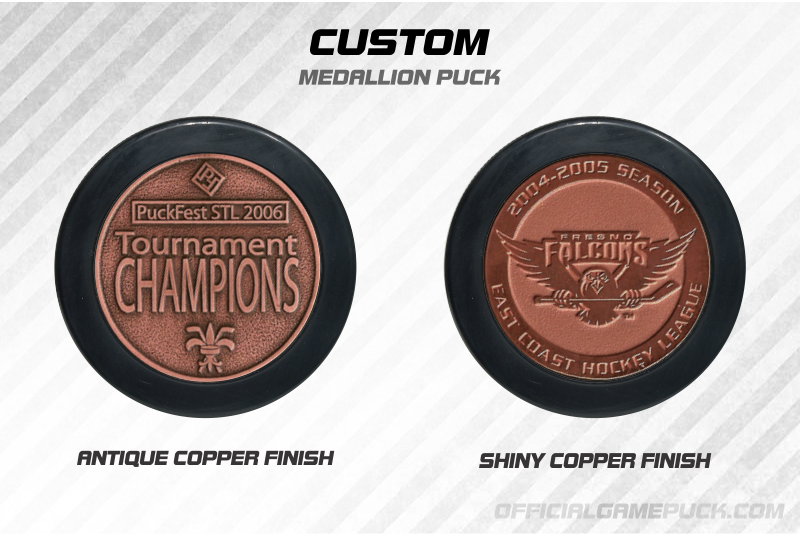 CUSTOM
MEDALLION PUCK
PuckFest STL 2006
Tournament
CHAMPIONS
2004-2005 SEASON
FRESNO
FALCONS
TM
EAST COAST HOCKEY LEAGUE
ANTIQUE COPPER FINISH
SHINY COPPER FINISH
OFFICIALGAMEPUCK.COM